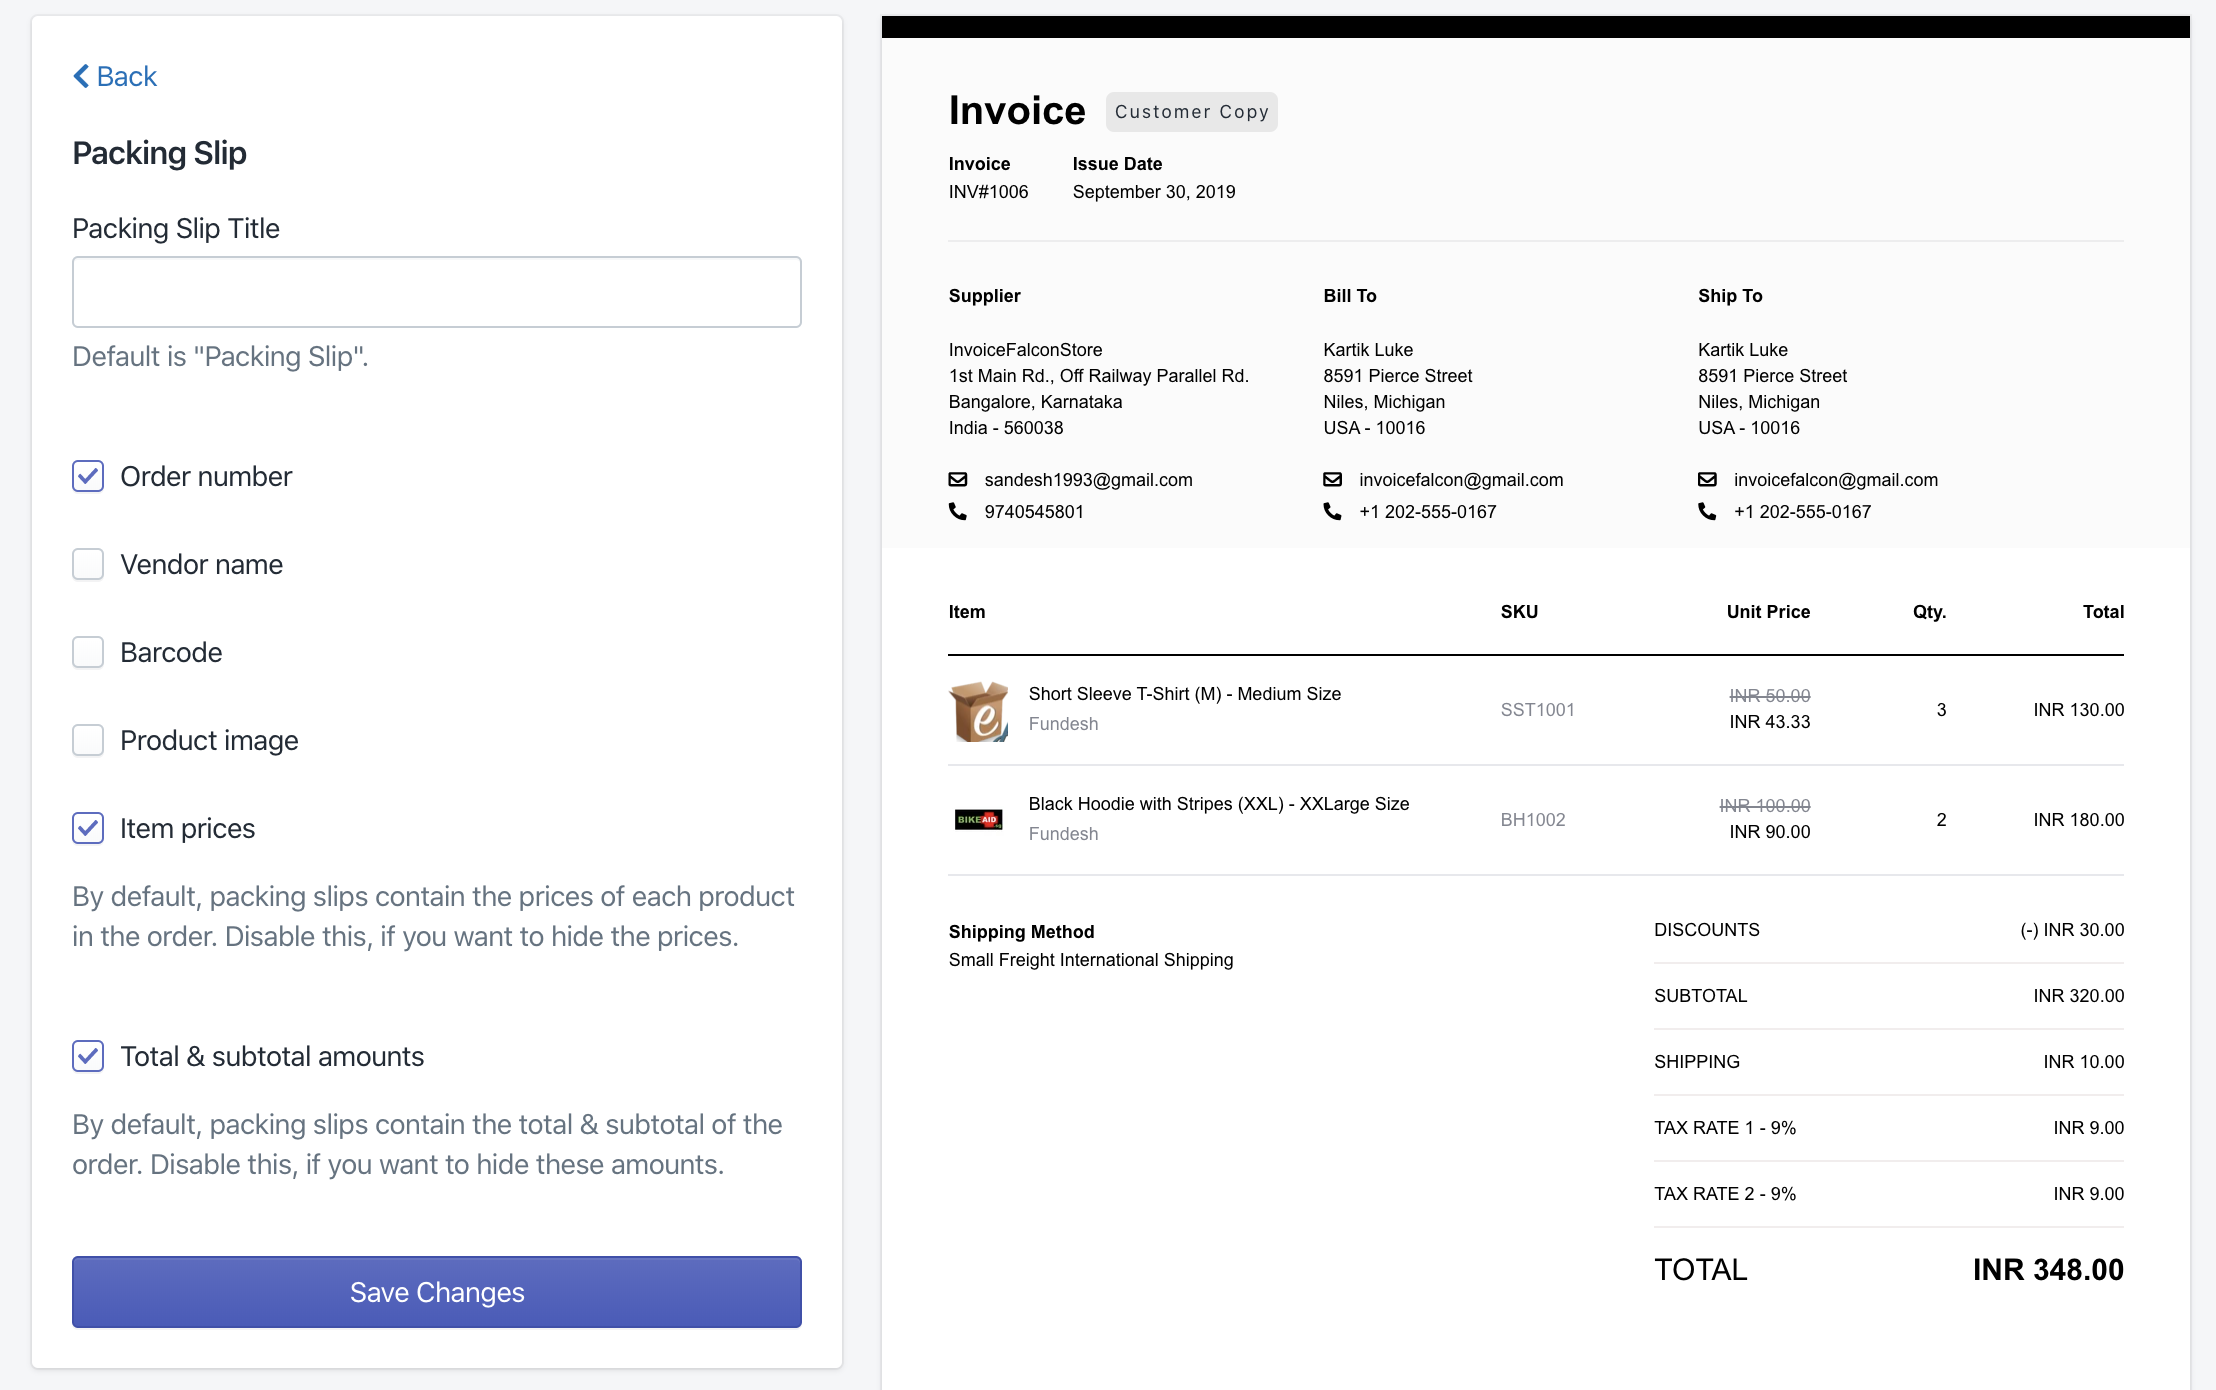 Back
Packing Slip
Packing Slip Title
Default is "Packing Slip".
Order number
Vendor name
Barcode
Product image
Item prices
By default, packing slips contain the prices of each product
in the order. Disable this, if you want to hide the prices.
Total & subtotal amounts
By default, packing slips contain the total & subtotal of the
order. Disable this, if you want to hide these amounts.
Save Changes
Invoice Customer Copy
Invoice Issue Date
INV#1006 September 30, 2019
Supplier
InvoiceFalconStore
1st Main Rd., Off Railway Parallel Rd.
Bangalore, Karnataka
India - 560038
sandesh1993@gmail.com
9740545801
Bill To
Kartik Luke
8591 Pierce Street
Niles, Michigan
USA - 10016
invoicefalcon@gmail.com
+1 202-555-0167
Ship To
Kartik Luke
8591 Pierce Street
Niles, Michigan
USA - 10016
invoicefalcon@gmail.com
+1 202-555-0167
Item SKU Unit Price Qty. Total
e
Short Sleeve T-Shirt (M) - Medium Size
Fundesh
SST1001
INR 50.00
INR 43.33
3
INR 130.00
BIKE AID
Black Hoodie with Stripes (XXL) - XXLarge Size
Fundesh
BH1002
INR 100.00
INR 90.00
2
INR 180.00
Shipping Method
Small Freight International Shipping
DISCOUNTS (-) INR 30.00
SUBTOTAL INR 320.00
SHIPPING INR 10.00
TAX RATE 1 - 9% INR 9.00
TAX RATE 2 - 9% INR 9.00
TOTAL INR 348.00